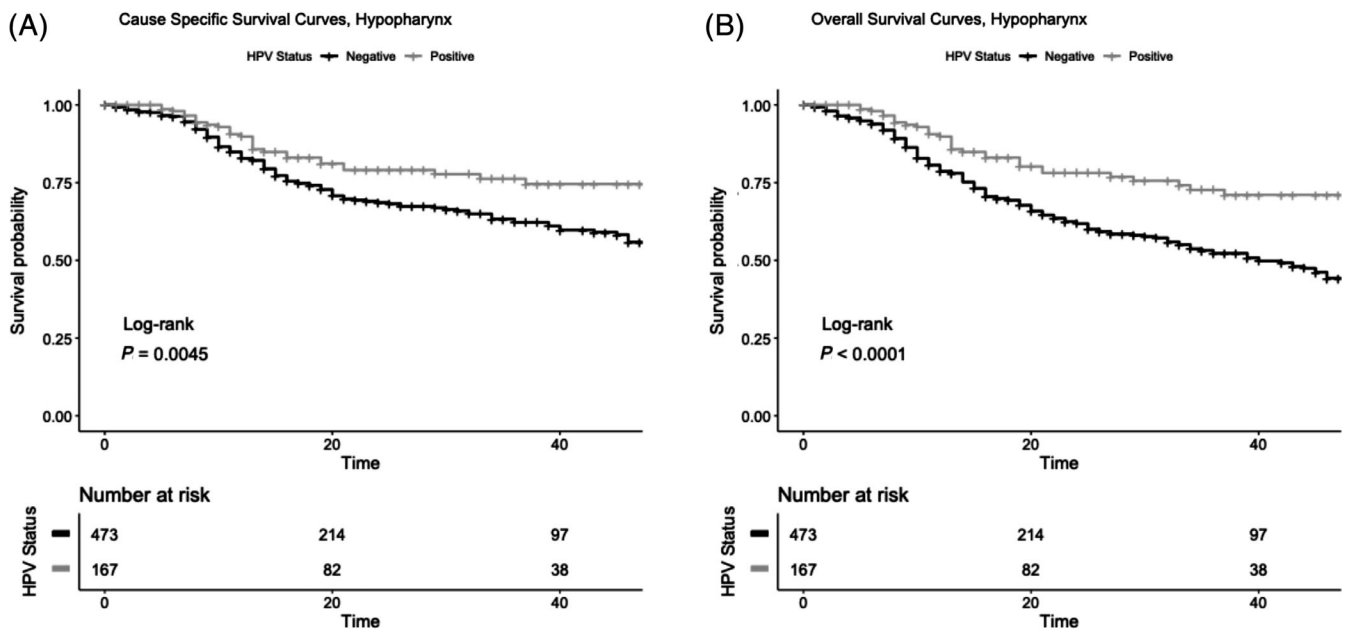 (A)
Cause Specific Survival Curves, Hypopharynx
HPV Status Negative Positive
1.00
0.75
0.50
0.25
0.00
Survival probability
Log-rank
P = 0.0045
0 20 40
Time
Number at risk
HPV Status
473 214 97
167 82 38
0 20 40
Time
(B)
Overall Survival Curves, Hypopharynx
HPV Status Negative Positive
1.00
0.75
0.50
0.25
0.00
Survival probability
Log-rank
P < 0.0001
0 20 40
Time
Number at risk
HPV Status
473 214 97
167 82 38
0 20 40
Time